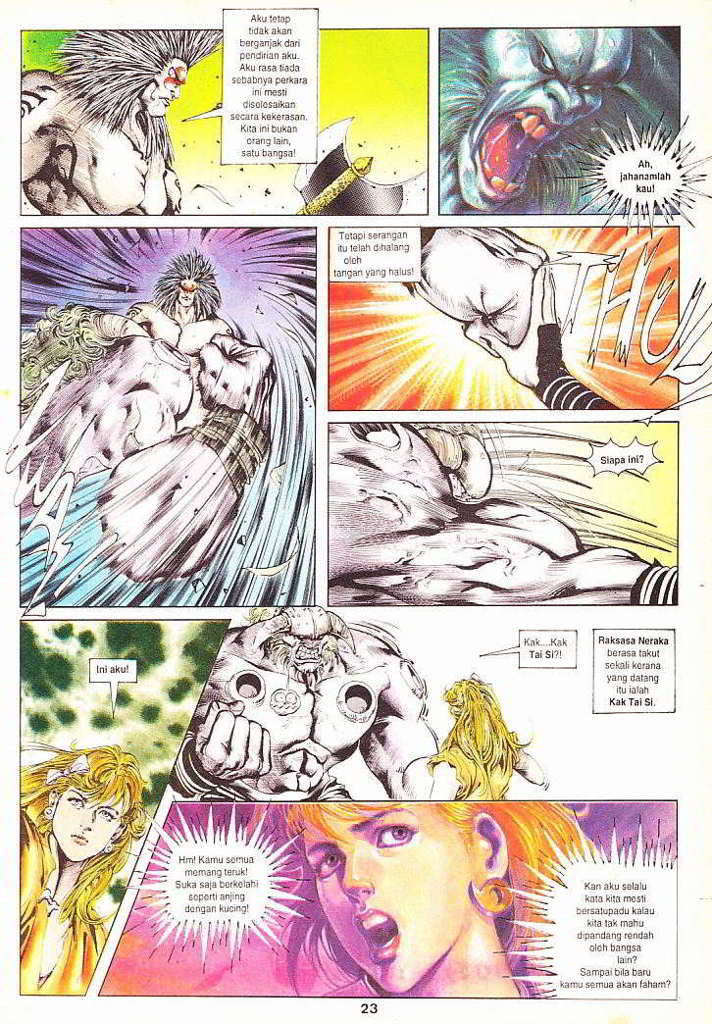 Aku tetap
tidak akan
berganjak dari
pendirian aku.
Aku rasa tiada
sebabnya perkara
ini mesti
diselesaikan
secara kekerasan.
Kita ini bukan
orang lain,
satu bangsa!
Ah,
jahanamlah
kau!
Tetapi serangan
itu telah dihalang
oleh
tangan yang halus!
THUD
Siapa ini?
Ini aku!
Kak....Kak
Tai Si?!
Raksasa Neraka
berasa takut
sekali kerana
yang datang
itu ialah
Kak Tai Si.
Hm! Kamu semua
memang teruk!
Suka saja berkelahi
seperti anjing
dengan kucing!
Kan aku selalu
kata kita mesti
bersatupadu kalau
kita tak mahu
dipandang rendah
oleh bangsa
lain?
Sampai bila baru
kamu semua akan faham?
23